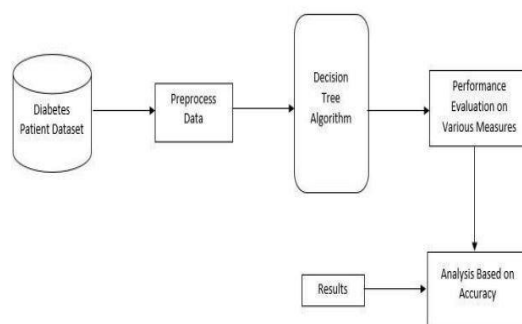 Diabetes
Patient Dataset
Preprocess
Data
Decision
Tree
Algorithm
Performance
Evaluation on
Various Measures
Results
Analysis Based on
Accuracy